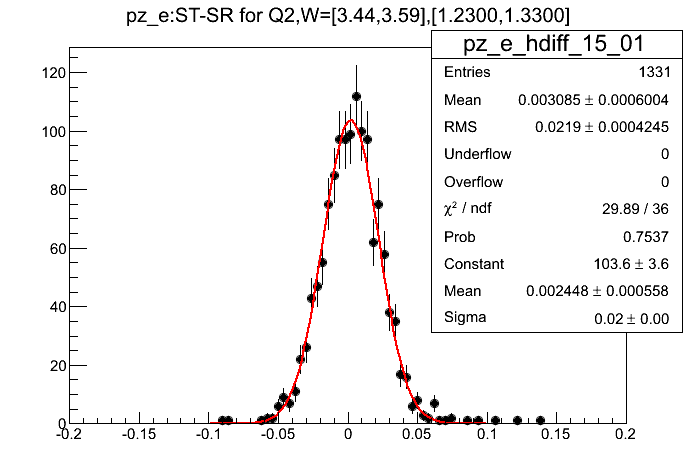 pz_e:ST-SR for Q2,W=[3.44,3.59],[1.2300,1.3300]
pz_e_hdiff_15_01
Entries 1331
Mean 0.003085 ± 0.0006004
RMS 0.0219 ± 0.0004245
Underflow 0
Overflow 0
χ² / ndf 29.89 / 36
Prob 0.7537
Constant 103.6 ± 3.6
Mean 0.002448 ± 0.000558
Sigma 0.02 ± 0.00
120
100
80
60
40
20
0
-0.2 -0.15 -0.1 -0.05 0 0.05 0.1 0.15 0.2